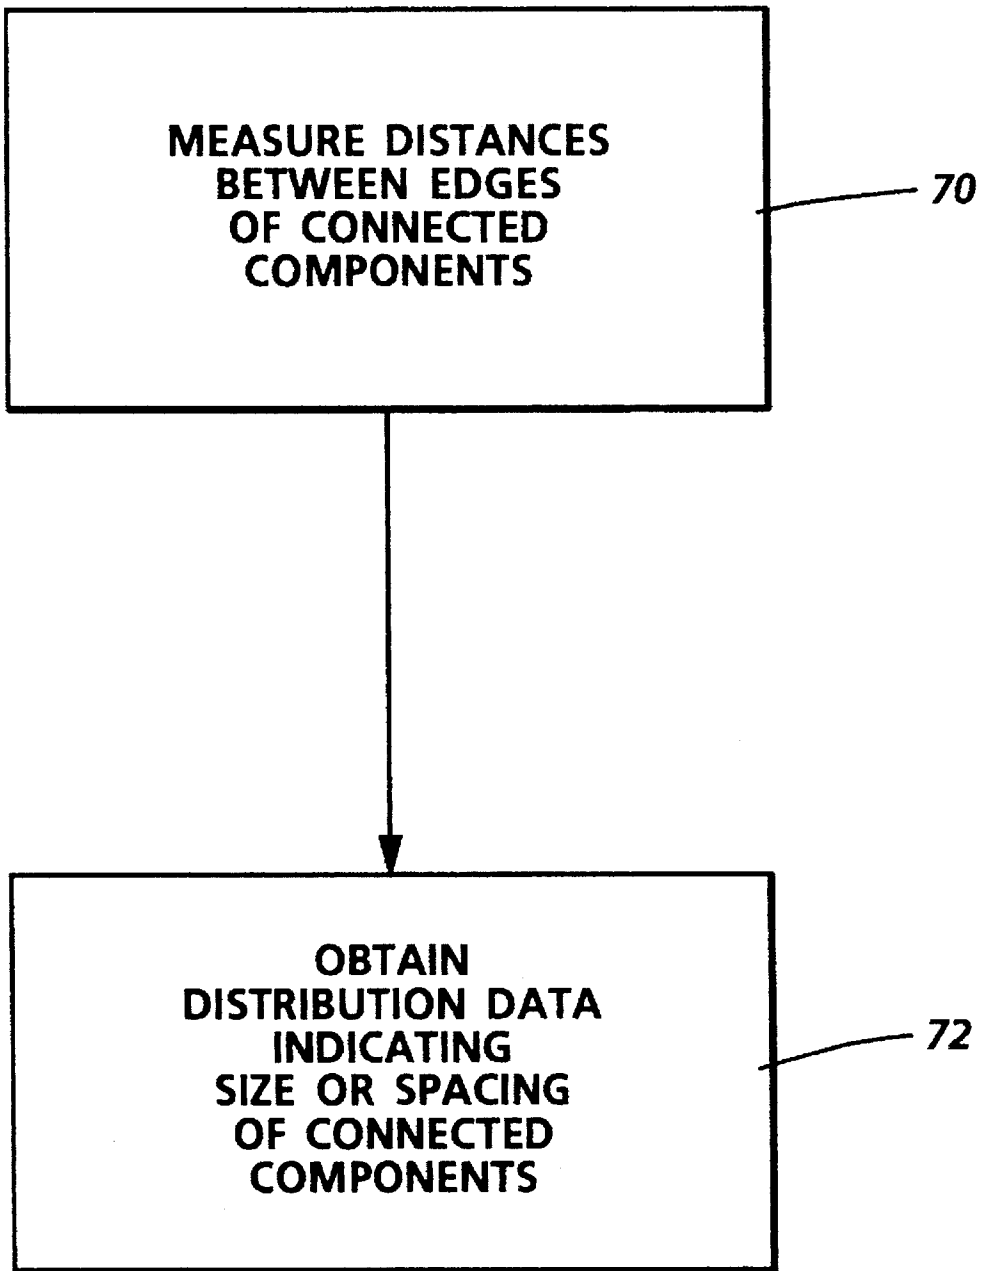 MEASURE DISTANCES
BETWEEN EDGES
OF CONNECTED
COMPONENTS
70
OBTAIN
DISTRIBUTION DATA
INDICATING
SIZE OR SPACING
OF CONNECTED
COMPONENTS
72